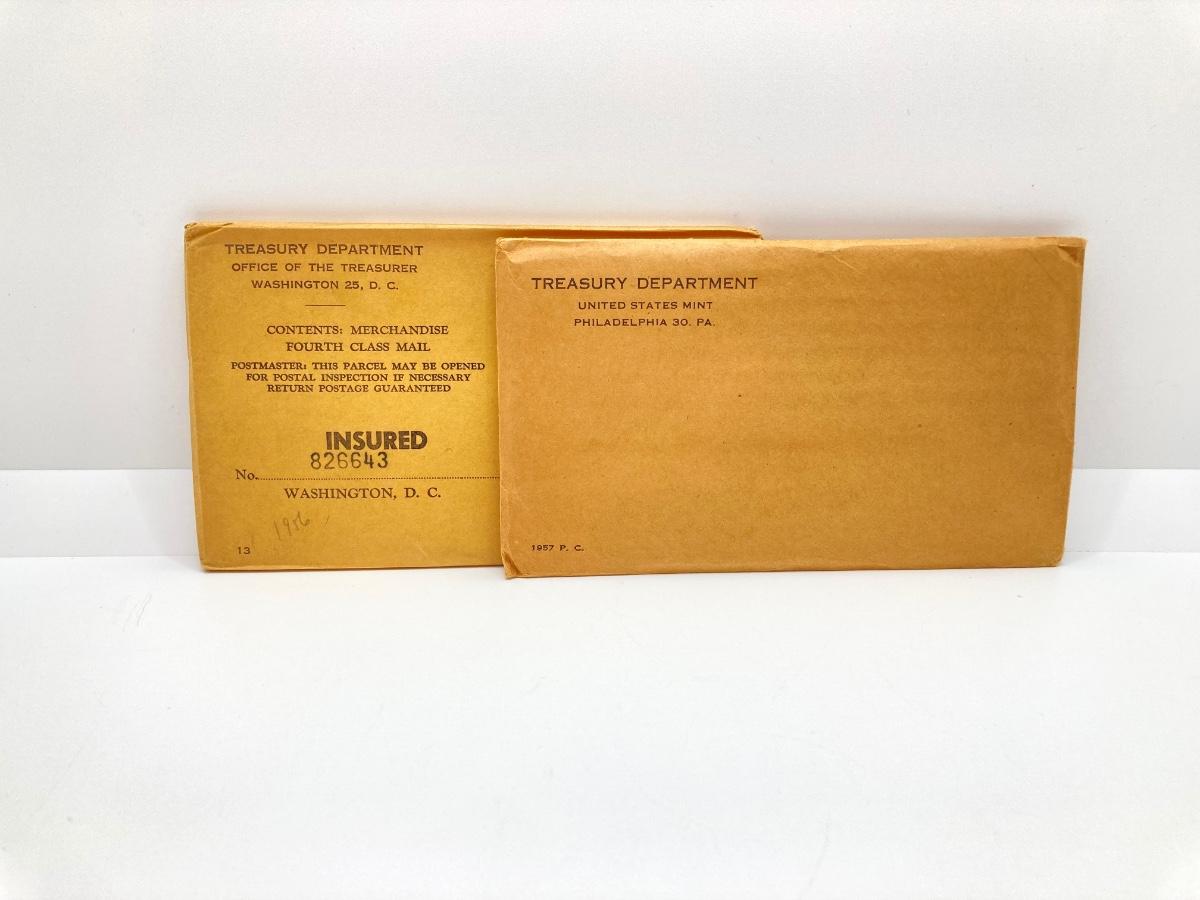 TREASURY DEPARTMENT
OFFICE OF THE TREASURER
WASHINGTON 25, D. C.
CONTENTS: MERCHANDISE
FOURTH CLASS MAIL
POSTMASTER: THIS PARCEL MAY BE OPENED
FOR POSTAL INSPECTION IF NECESSARY
RETURN POSTAGE GUARANTEED
INSURED
826643
No.
WASHINGTON, D. C.
1956
13
TREASURY DEPARTMENT
UNITED STATES MINT
PHILADELPHIA 30. PA.
1957 P. C.